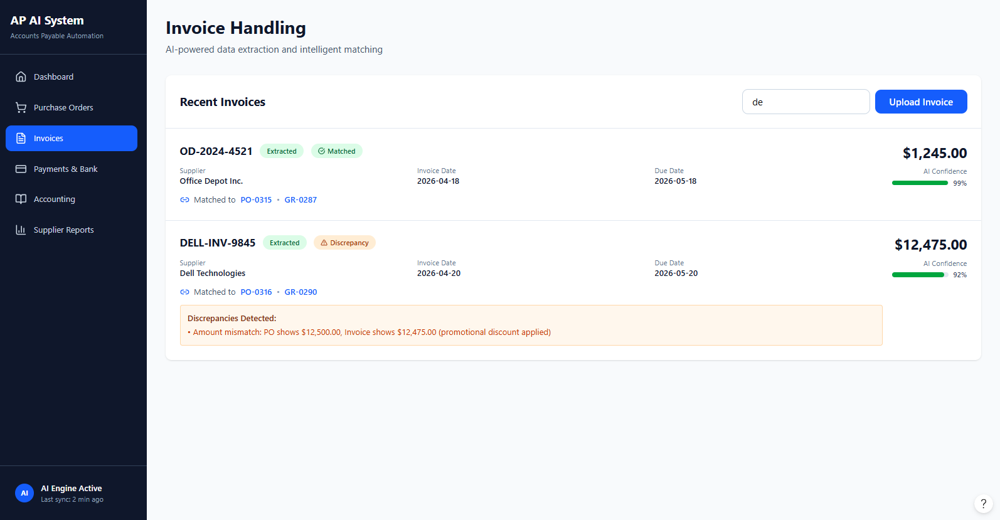 AP AI System
Accounts Payable Automation
Dashboard
Purchase Orders
Invoices
Payments & Bank
Accounting
Supplier Reports
AI
AI Engine Active
Last sync: 2 min ago
Invoice Handling
AI-powered data extraction and intelligent matching
Recent Invoices
de
Upload Invoice
OD-2024-4521 Extracted Matched
$1,245.00
Supplier Invoice Date Due Date AI Confidence
Office Depot Inc. 2026-04-18 2026-05-18 99%
Matched to PO-0315 • GR-0287
DELL-INV-9845 Extracted Discrepancy
$12,475.00
Supplier Invoice Date Due Date AI Confidence
Dell Technologies 2026-04-20 2026-05-20 92%
Matched to PO-0316 • GR-0290
Discrepancies Detected:
• Amount mismatch: PO shows $12,500.00, Invoice shows $12,475.00 (promotional discount applied)
?